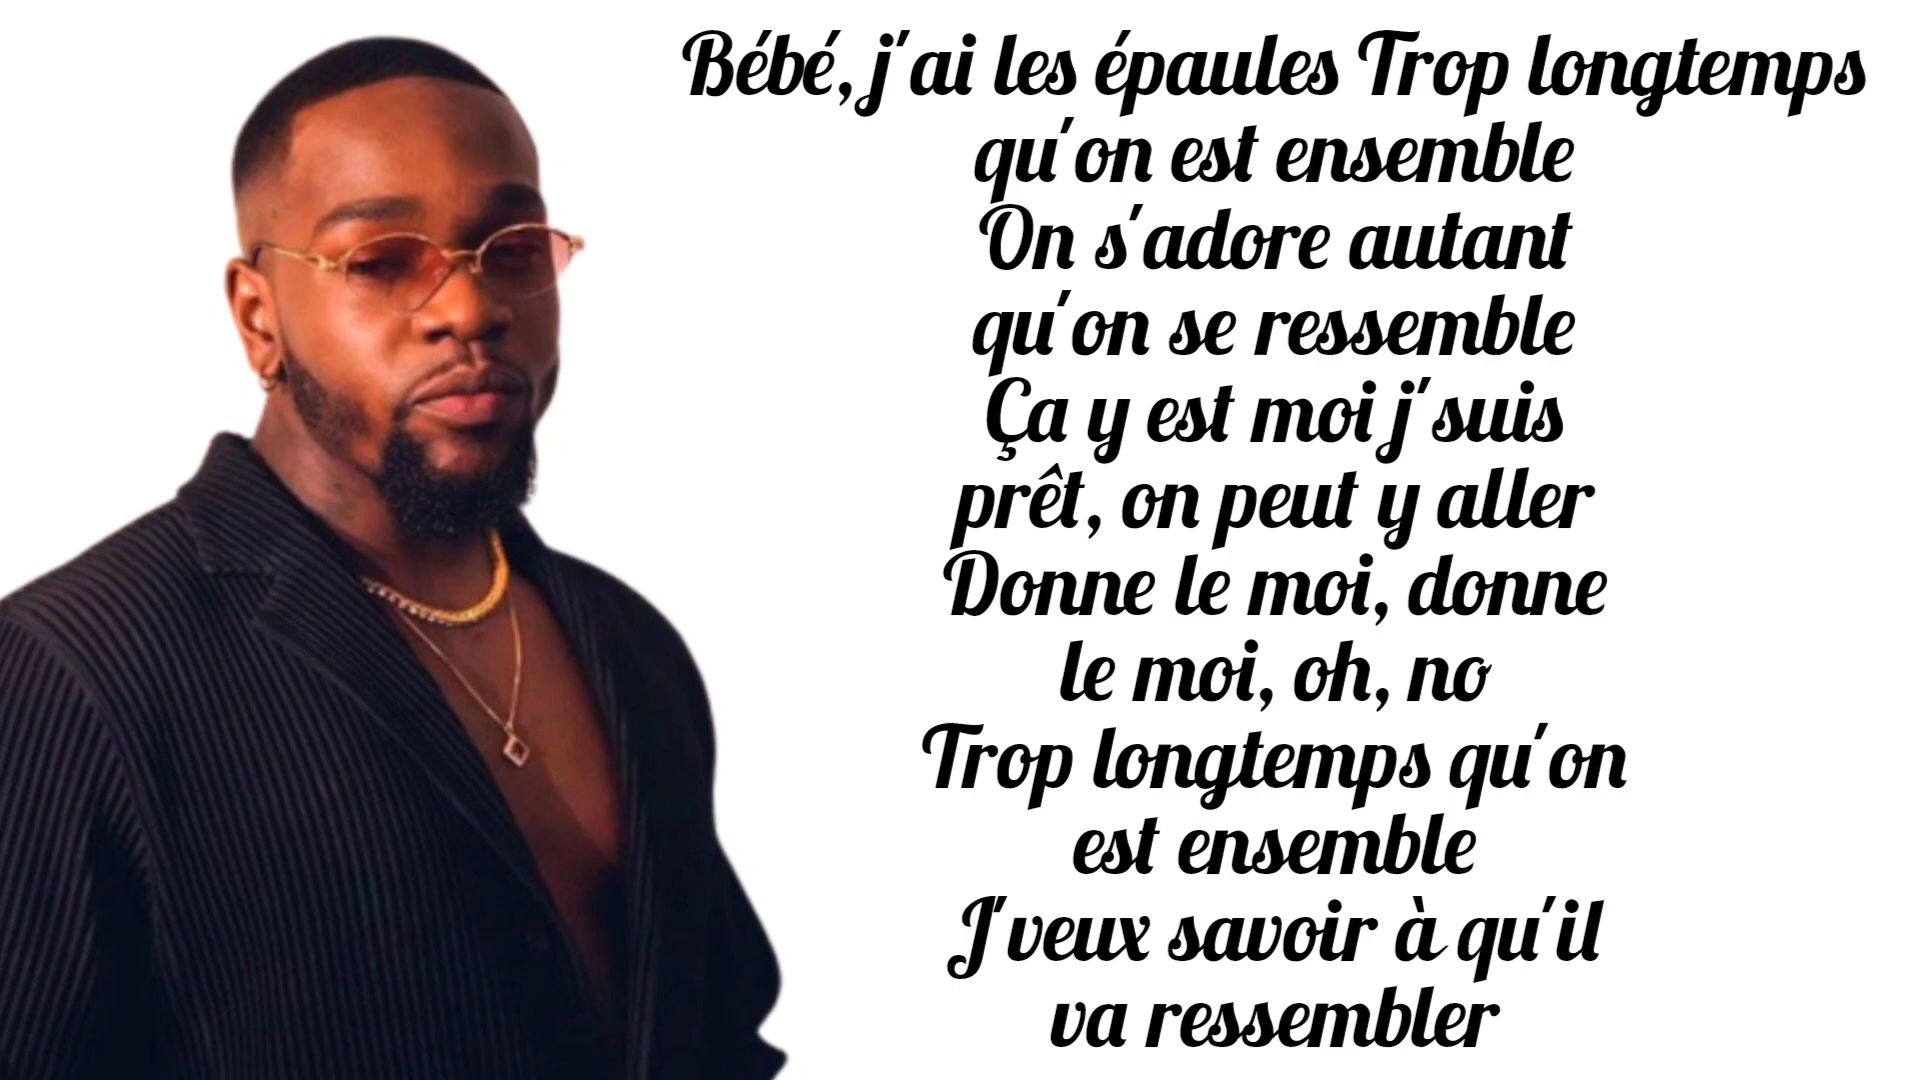 Bébé, j'ai les épaules Trop longtemps
qu'on est ensemble
On s'adore autant
qu'on se ressemble
Ça y est moi j'suis
prêt, on peut y aller
Donne le moi, donne
le moi, oh, no
Trop longtemps qu'on
est ensemble
J'veux savoir à qu'il
va ressembler